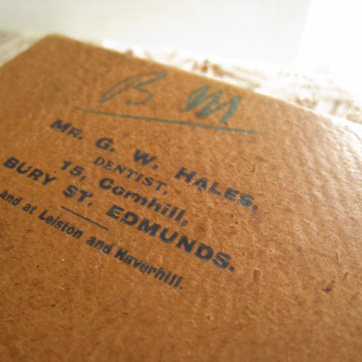 B M
MR. G. W. HALES,
DENTIST,
15, Cornhill,
BURY ST. EDMUNDS.
And at Leiston and Haverhill.